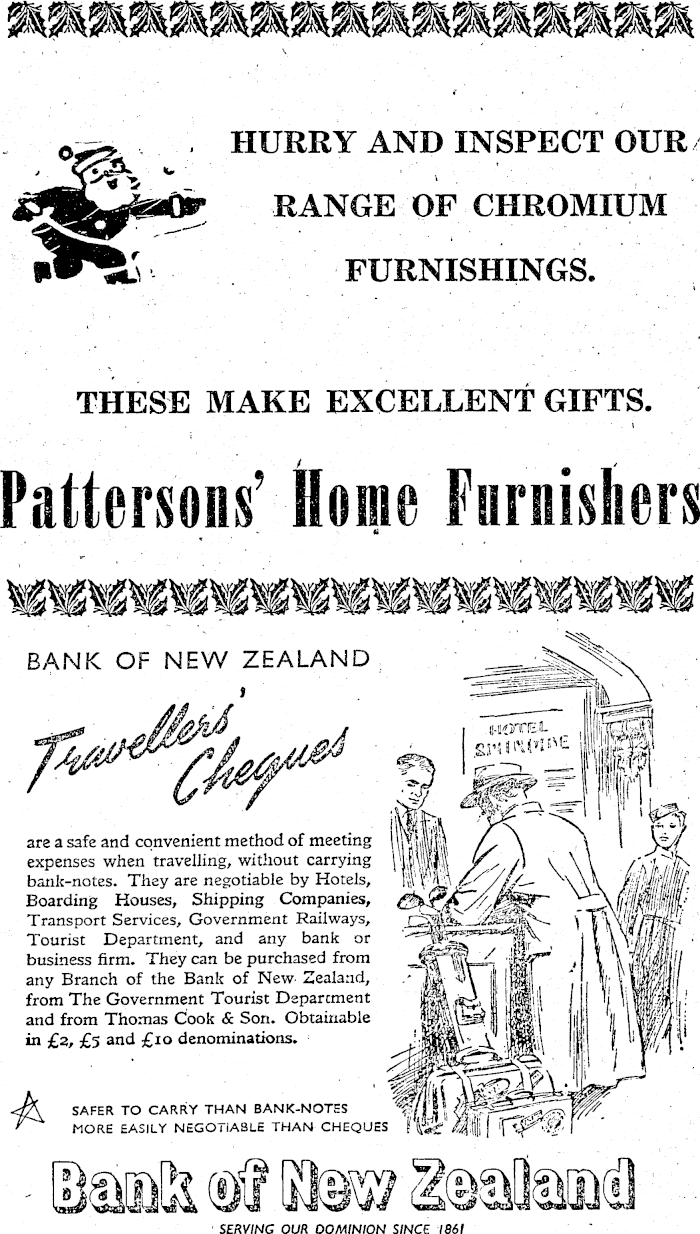 HURRY AND INSPECT OUR
RANGE OF CHROMIUM
FURNISHINGS.
THESE MAKE EXCELLENT GIFTS.
Pattersons' Home Furnishers
BANK OF NEW ZEALAND
Travellers'
Cheques
are a safe and convenient method of meeting
expenses when travelling, without carrying
bank-notes. They are negotiable by Hotels,
Boarding Houses, Shipping Companies,
Transport Services, Government Railways,
Tourist Department, and any bank or
business firm. They can be purchased from
any Branch of the Bank of New Zealand,
from The Government Tourist Department
and from Thomas Cook & Son. Obtainable
in £2, £5 and £10 denominations.
HOTEL
SAFER TO CARRY THAN BANK-NOTES
MORE EASILY NEGOTIABLE THAN CHEQUES
Bank of New Zealand
SERVING OUR DOMINION SINCE 1861